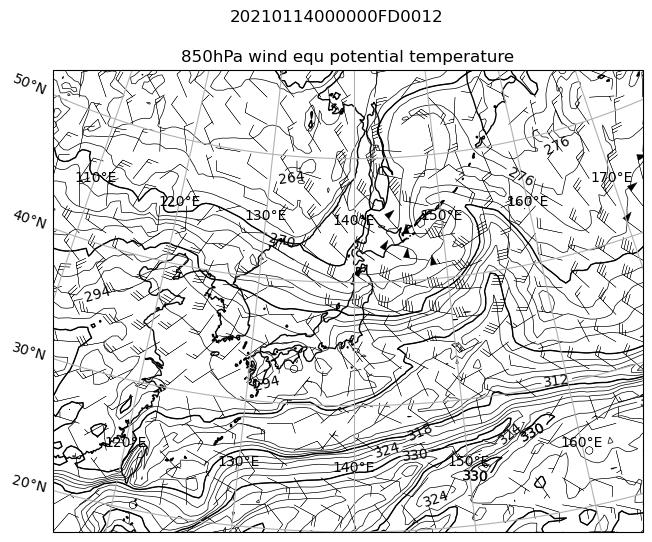 20210114000000FD0012
850hPa wind equ potential temperature
50°N
276
276
110°E
264
170°E
120°E
160°E
130°E
140°E
150°E
40°N
270
294
30°N
294
312
318
324
330
120°E
324
330
160°E
130°E
140°E
150°E
330
20°N
324